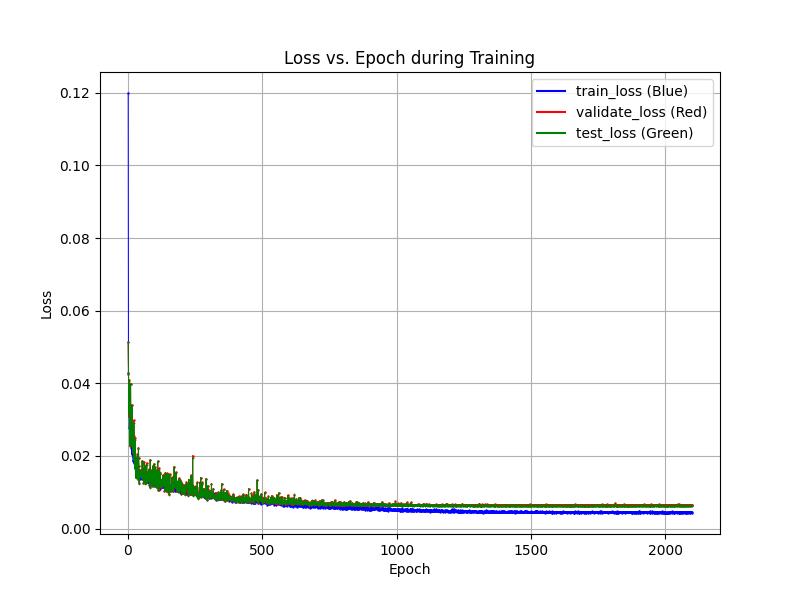 Loss vs. Epoch during Training
train_loss (Blue)
validate_loss (Red)
test_loss (Green)
0.12
0.10
0.08
0.06
0.04
0.02
0.00
Loss
0 500 1000 1500 2000
Epoch